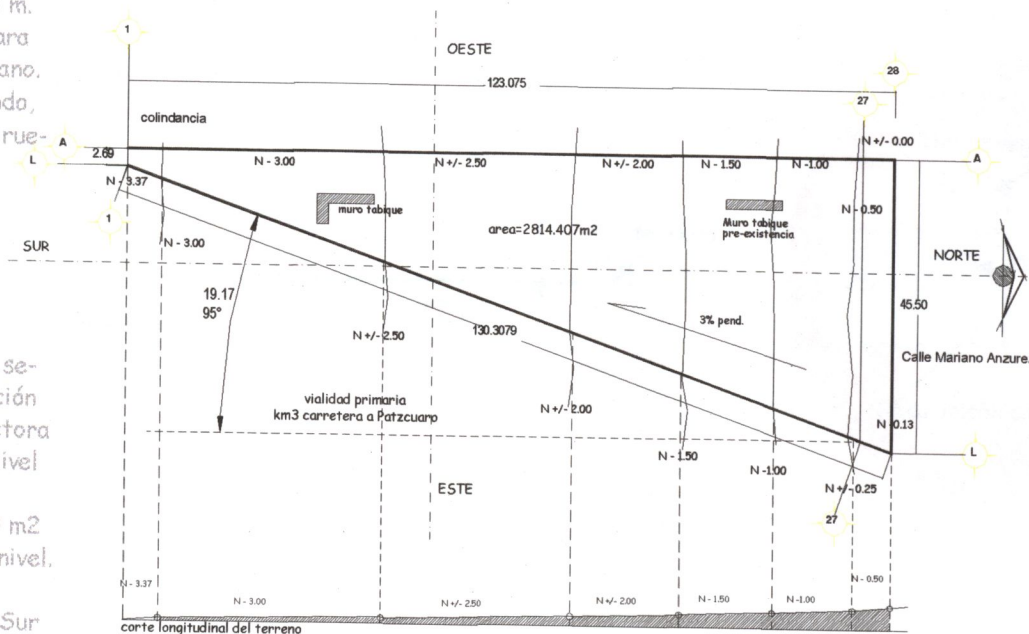 m.
ara
ano.
do,
rue-
se-
ción
tora
ivel
m2
nivel.
Sur
1
OESTE
28
123.075
27
colindancia
N +/- 0.00
A
A
L
2.69
N - 3.00
N +/- 2.50
N +/- 2.00
N - 1.50
N -1.00
N - 3.37
1
muro tabique
Muro tabique
pre-existencia
N - 0.50
area=2814.407m2
SUR
N - 3.00
NORTE
19.17
95°
45.50
3% pend.
N +/- 2.50
130.3079
Calle Mariano Anzure.
vialidad primaria
km3 carretera a Patzcuarp
N +/- 2.00
N -0.13
N - 1.50
L
N -1.00
ESTE
N +/- 0.25
27
N - 3.37
N - 0.50
N - 3.00
N +/- 2.50
N +/- 2.00
N - 1.50
N -1.00
corte longitudinal del terreno